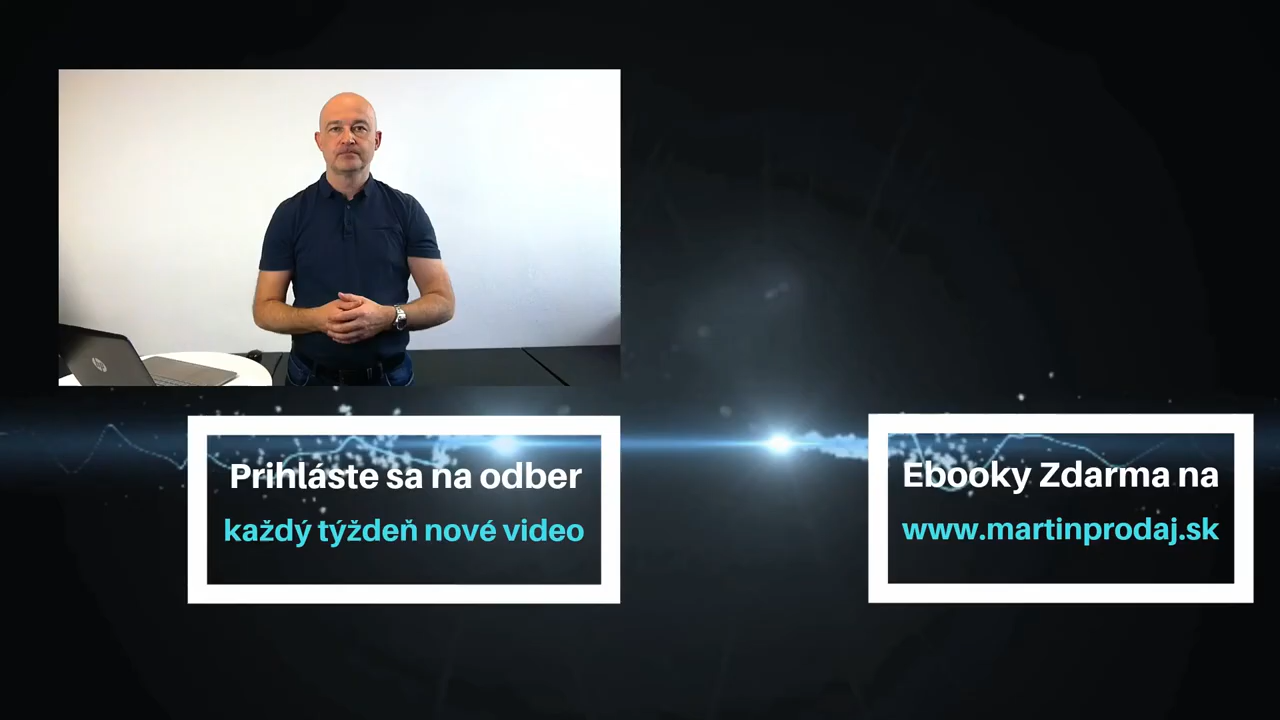 Prihláste sa na odber
každý týždeň nové video
Ebooky Zdarma na
www.martinprodaj.sk